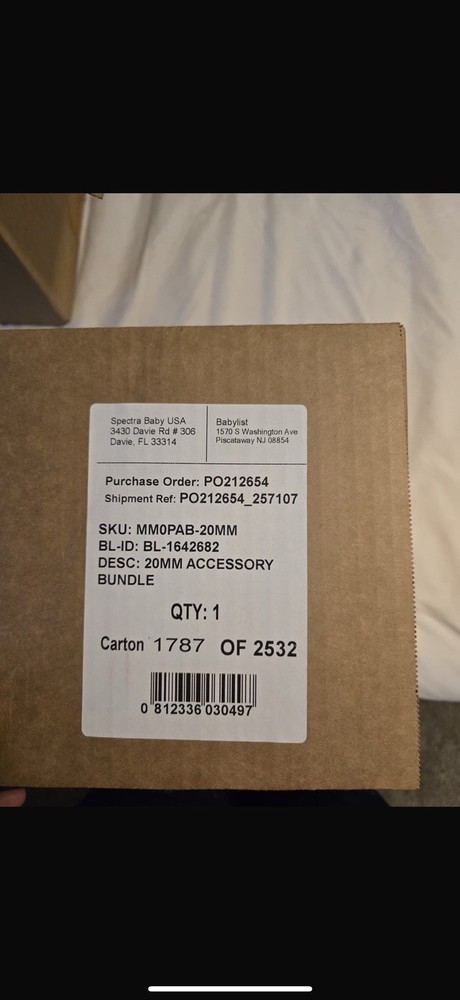 Spectra Baby USA
3430 Davie Rd # 306
Davie, FL 33314
Babylist
1570 S Washington Ave
Piscataway NJ 08854
Purchase Order: PO212654
Shipment Ref: PO212654_257107
SKU: MM0PAB-20MM
BL-ID: BL-1642682
DESC: 20MM ACCESSORY
BUNDLE
QTY: 1
Carton 1787 OF 2532
0 812336 030497